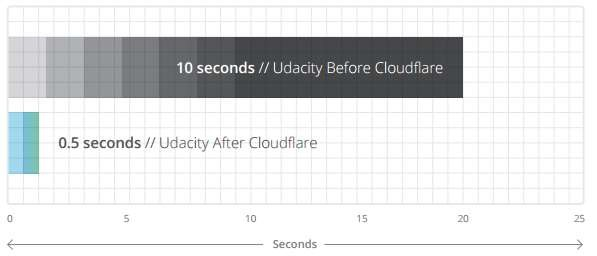 10 seconds // Udacity Before Cloudflare
0.5 seconds // Udacity After Cloudflare
0 5 10 15 20 25
Seconds